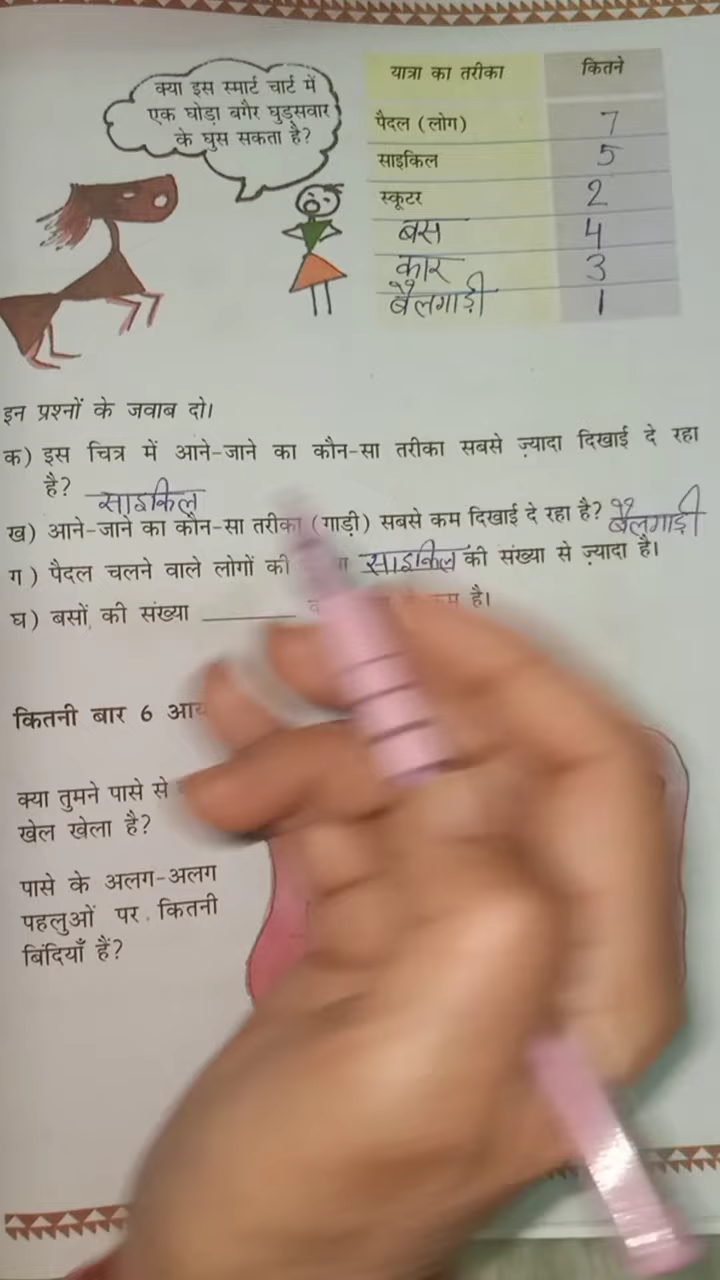 क्या इस स्मार्ट चार्ट में
एक घोड़ा बगैर घुड़सवार
के घुस सकता है?
यात्रा का तरीका कितने
पैदल (लोग) 7
साइकिल 5
स्कूटर 2
बस 4
कार 3
बैलगाड़ी 1
इन प्रश्नों के जवाब दो।
क) इस चित्र में आने-जाने का कौन-सा तरीका सबसे ज़्यादा दिखाई दे रहा
है? साइकिल
ख) आने-जाने का कौन-सा तरीका (गाड़ी) सबसे कम दिखाई दे रहा है? बैलगाड़ी
ग) पैदल चलने वाले लोगों की साइकिल की संख्या से ज़्यादा है।
घ) बसों की संख्या ________ है।
कितनी बार 6
क्या तुमने पासे से
खेल खेला है?
पासे के अलग-अलग
पहलुओं पर कितनी
बिंदियाँ हैं?